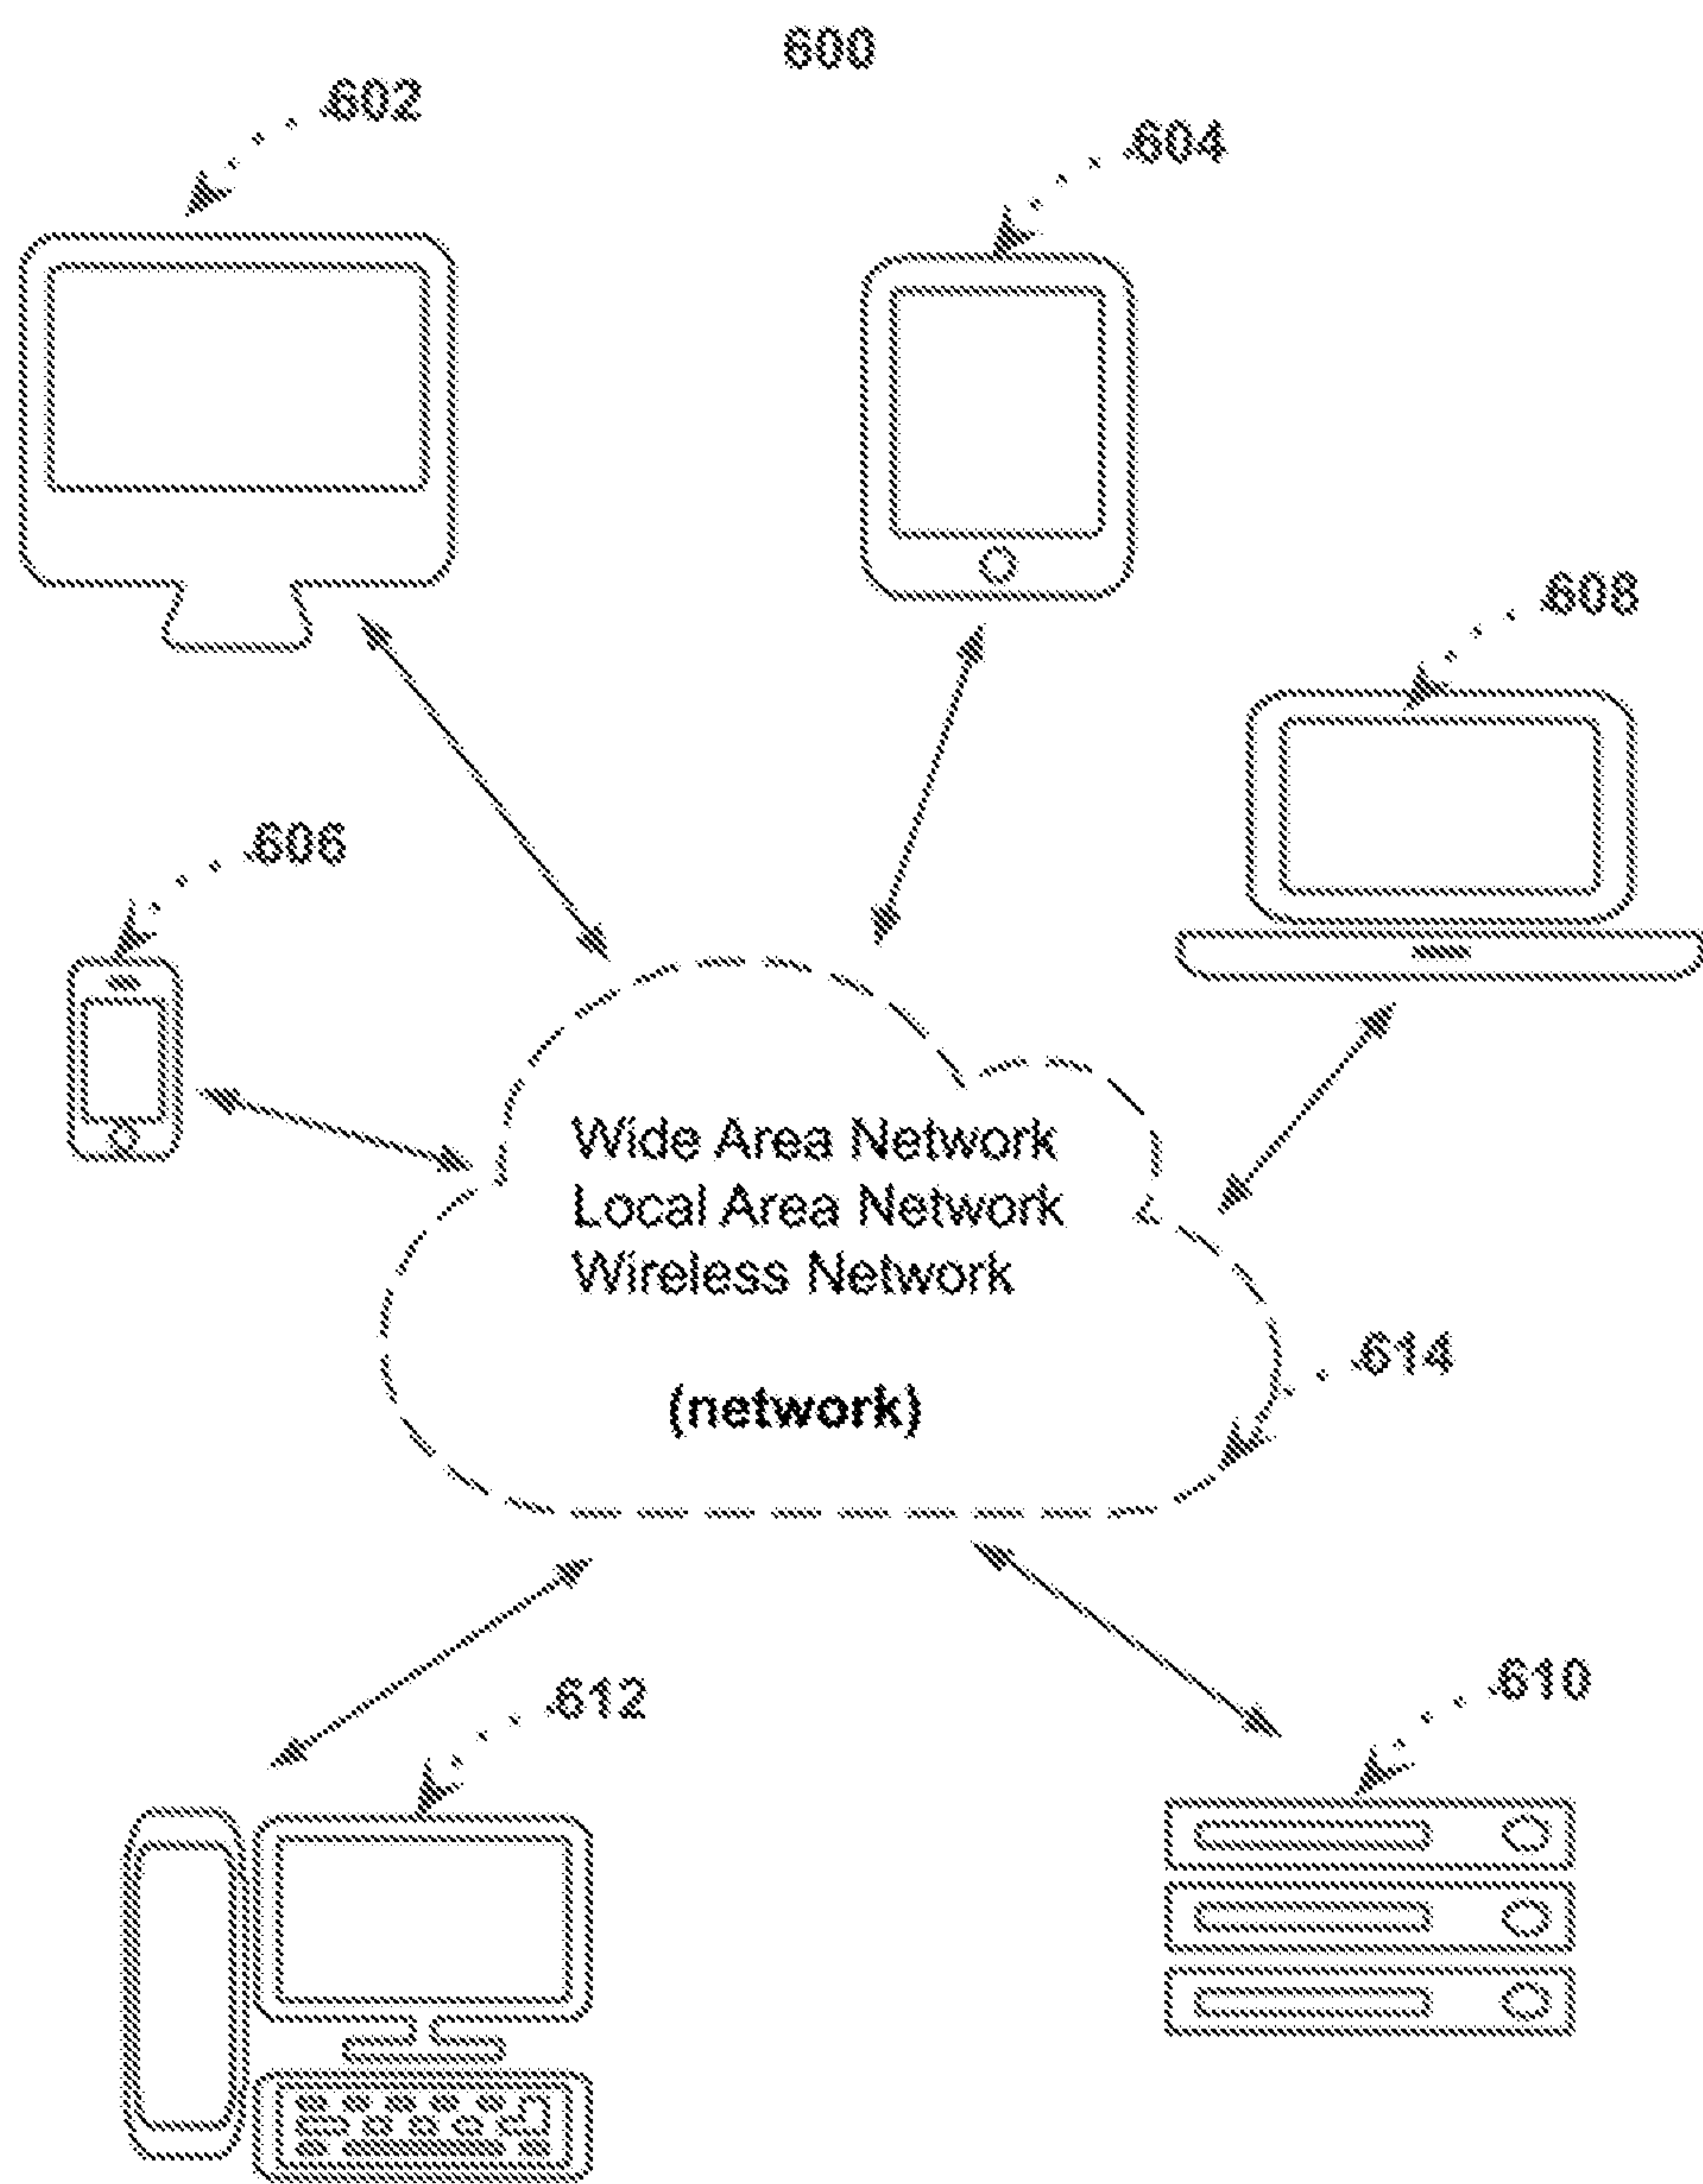 600
602
604
608
606
Wide Area Network
Local Area Network
Wireless Network
614
(network)
612
610